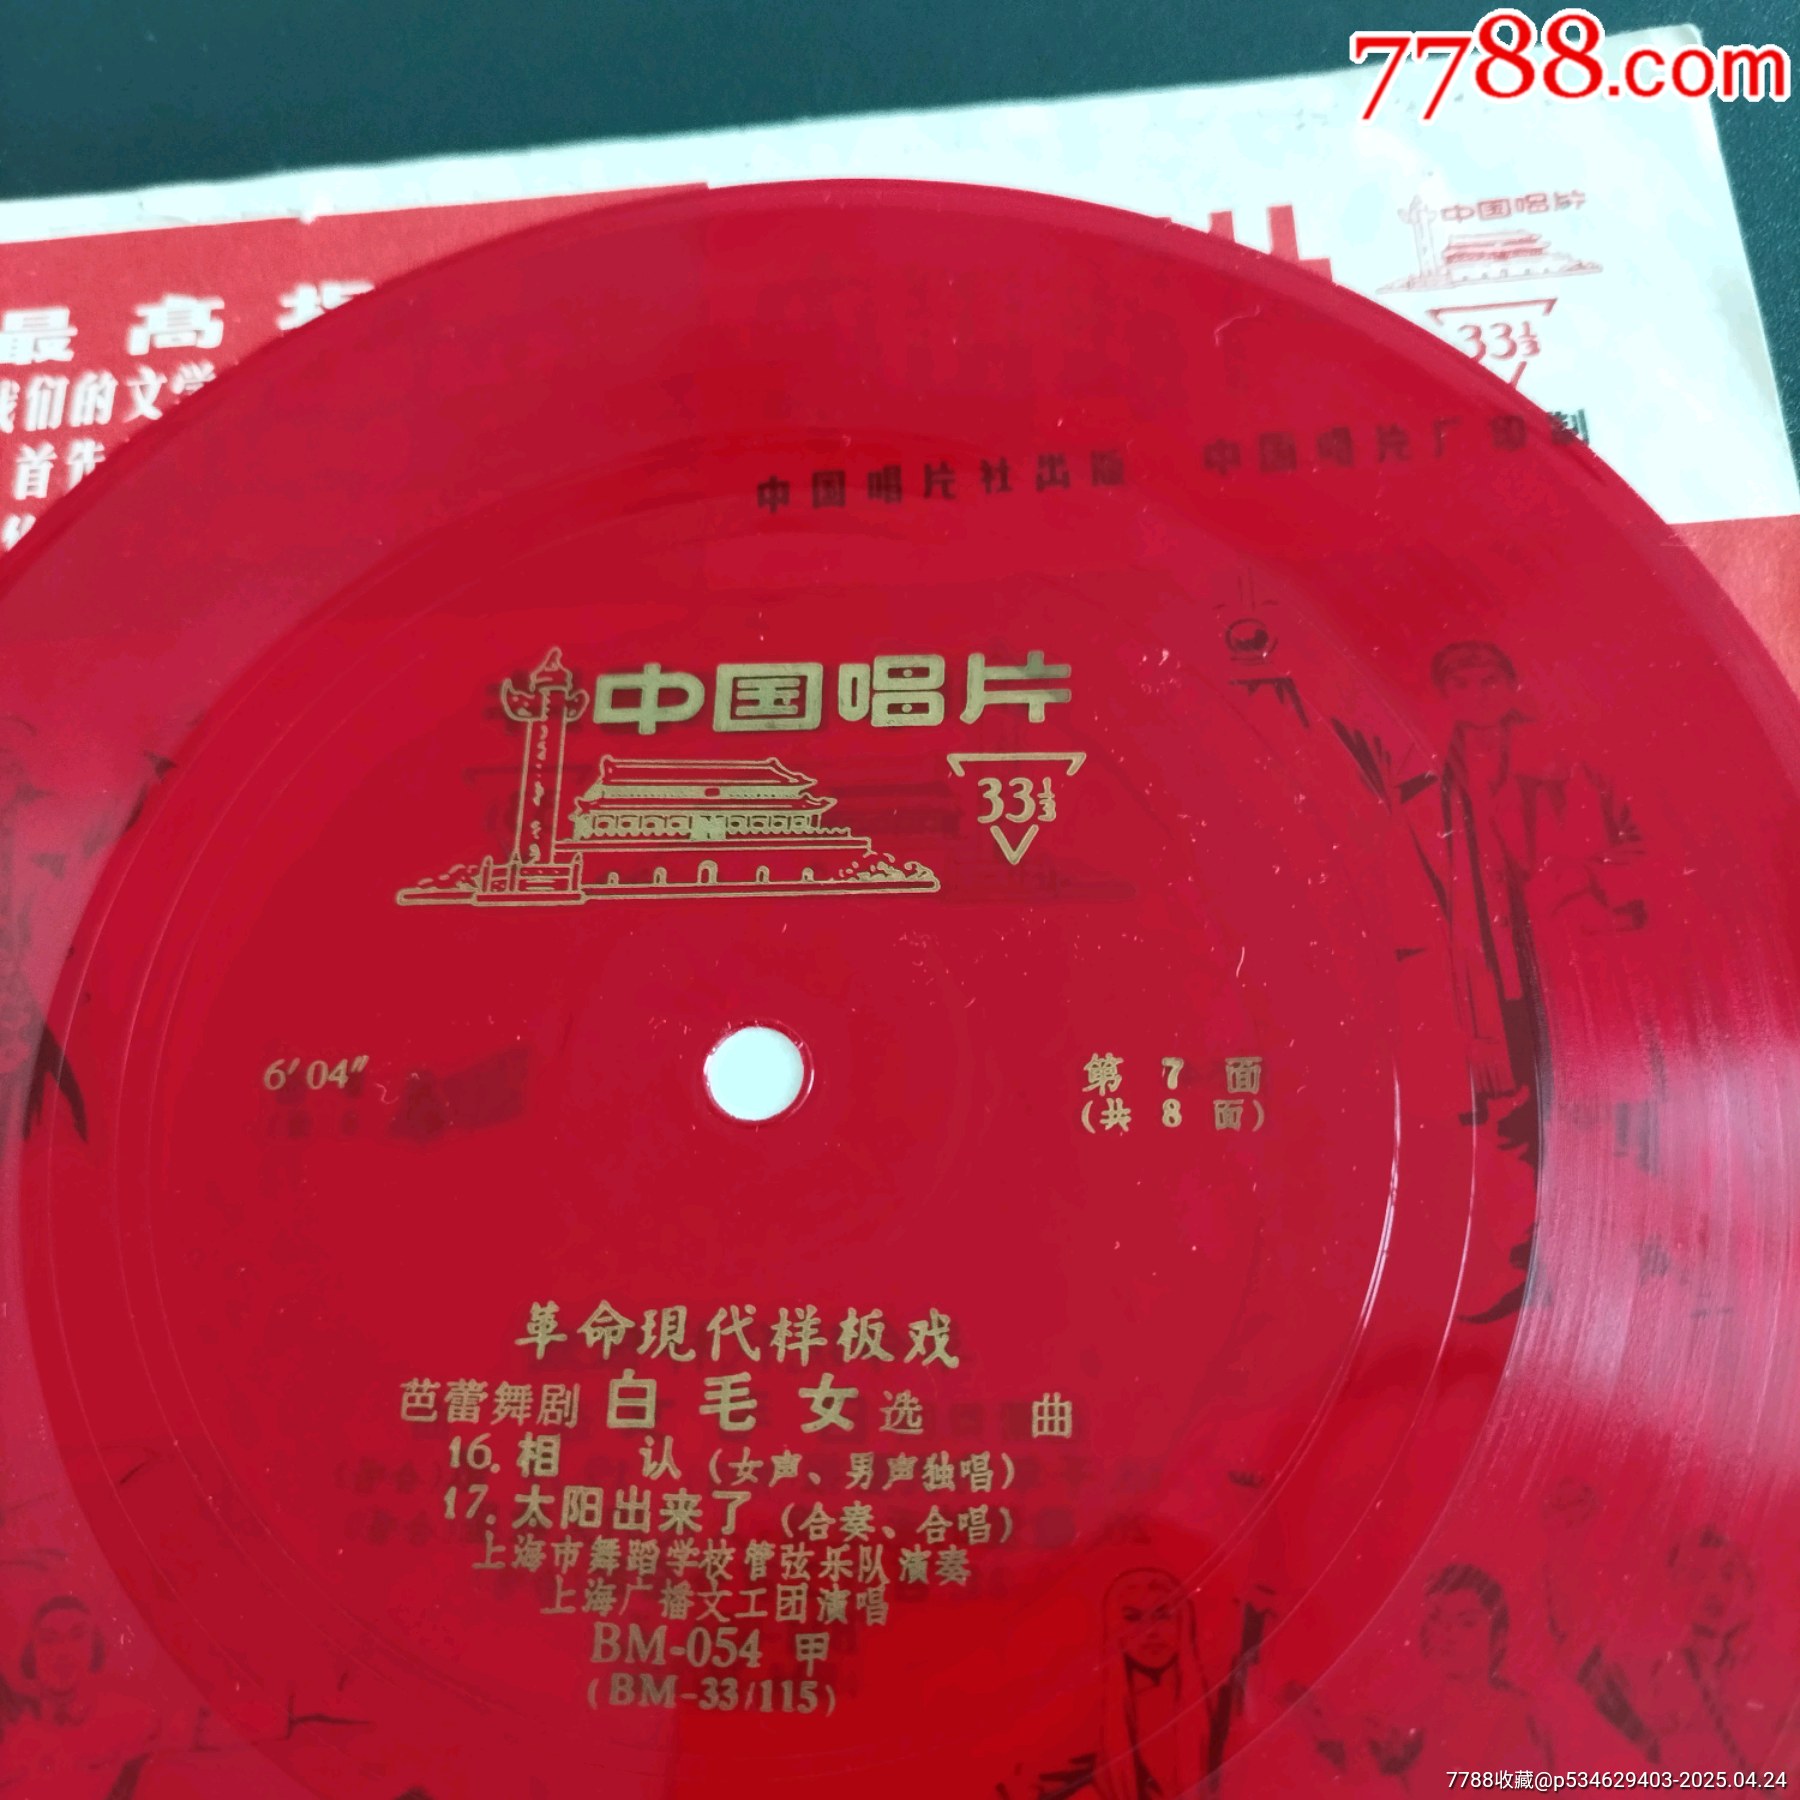 7788.com
中国唱片
33⅓
最高
我们的文学
首先
中国唱片社出版 中国唱片厂印制
中国唱片
33⅓
6′04″
第7面
(共8面)
革命現代样板戏
芭蕾舞剧 白毛女选 曲
16.相 认(女声、男声独唱)
17.太阳出来了(合奏、合唱)
上海市舞蹈学校管弦乐队演奏
上海广播文工团演唱
BM-054 甲
(BM-33/115)
7788收藏@p534629403-2025.04.24